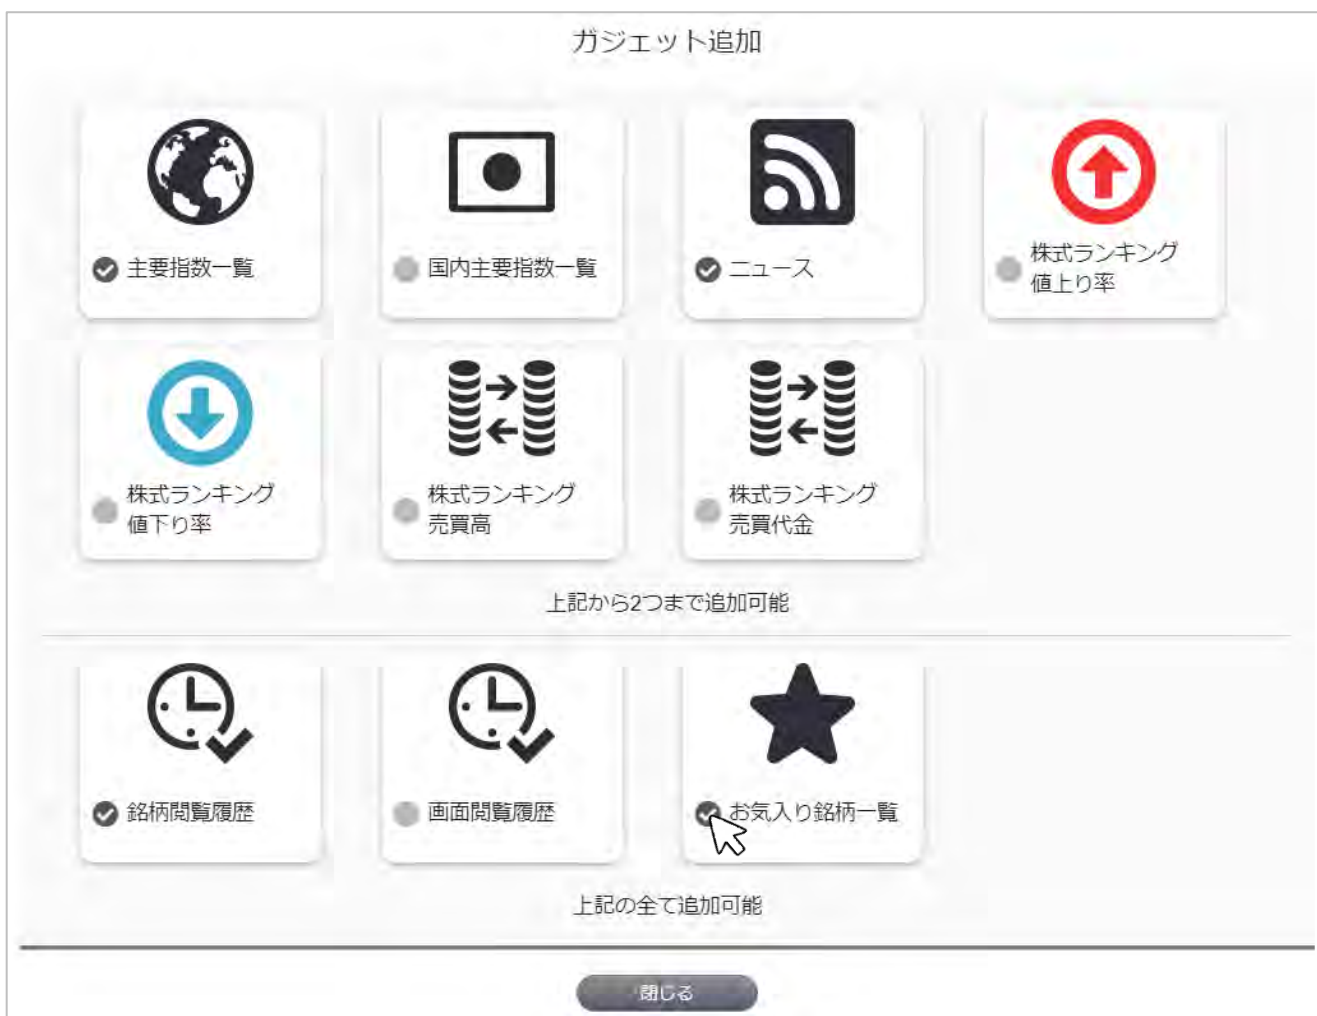 ガジェット追加
主要指数一覧
国内主要指数一覧
ニュース
株式ランキング
値上り率
株式ランキング
値下り率
株式ランキング
売買高
株式ランキング
売買代金
上記から2つまで追加可能
銘柄閲覧履歴
画面閲覧履歴
お気入り銘柄一覧
上記の全て追加可能
閉じる